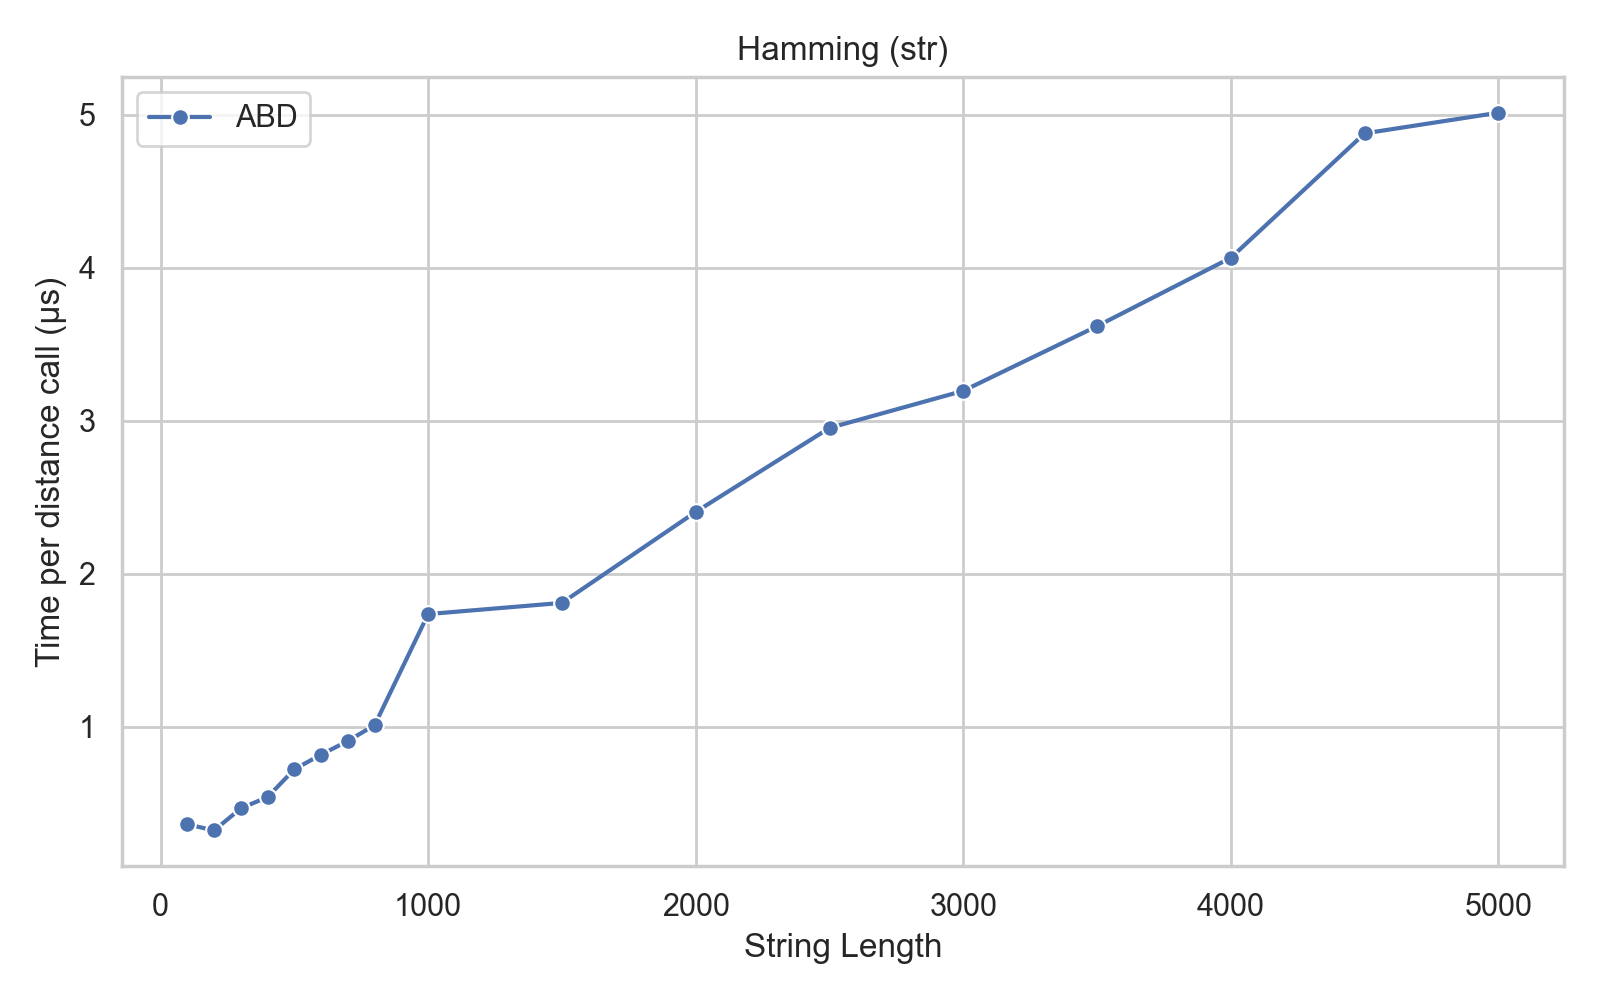 Hamming (str)
ABD
Time per distance call (µs)
5
4
3
2
1
0 1000 2000 3000 4000 5000
String Length